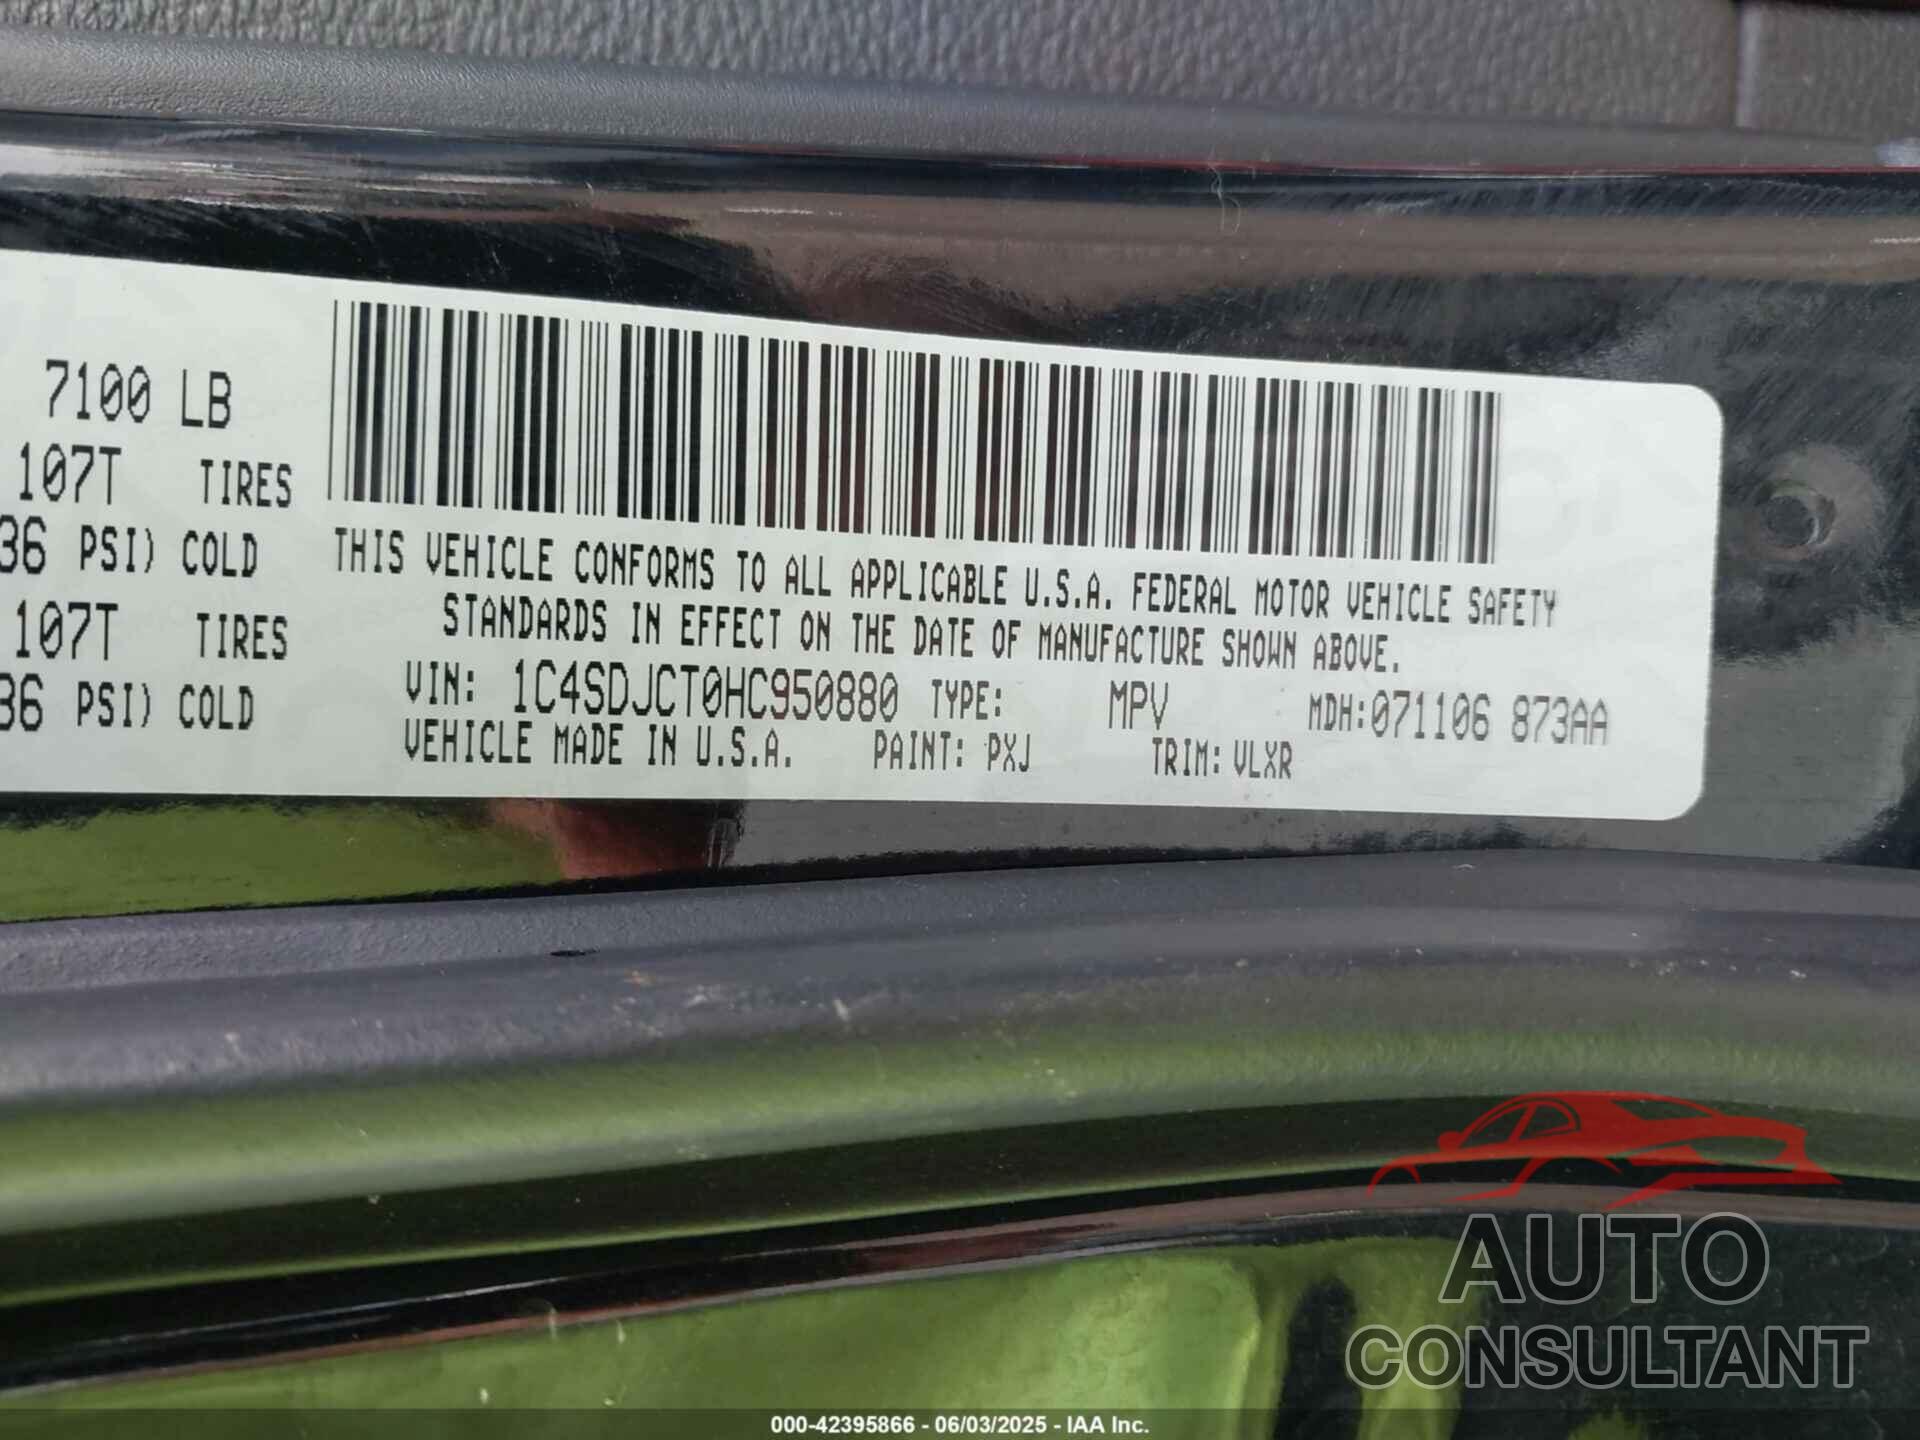 7100 LB
107T TIRES
36 PSI) COLD
107T TIRES
36 PSI) COLD
THIS VEHICLE CONFORMS TO ALL APPLICABLE U.S.A. FEDERAL MOTOR VEHICLE SAFETY
STANDARDS IN EFFECT ON THE DATE OF MANUFACTURE SHOWN ABOVE.
VIN: 1C4SDJCT0HC950880 TYPE: MPV MDH:071106 873AA
VEHICLE MADE IN U.S.A. PAINT: PXJ TRIM: VLXR
AUTO
CONSULTANT
000-42395866 - 06/03/2025 - IAA Inc.